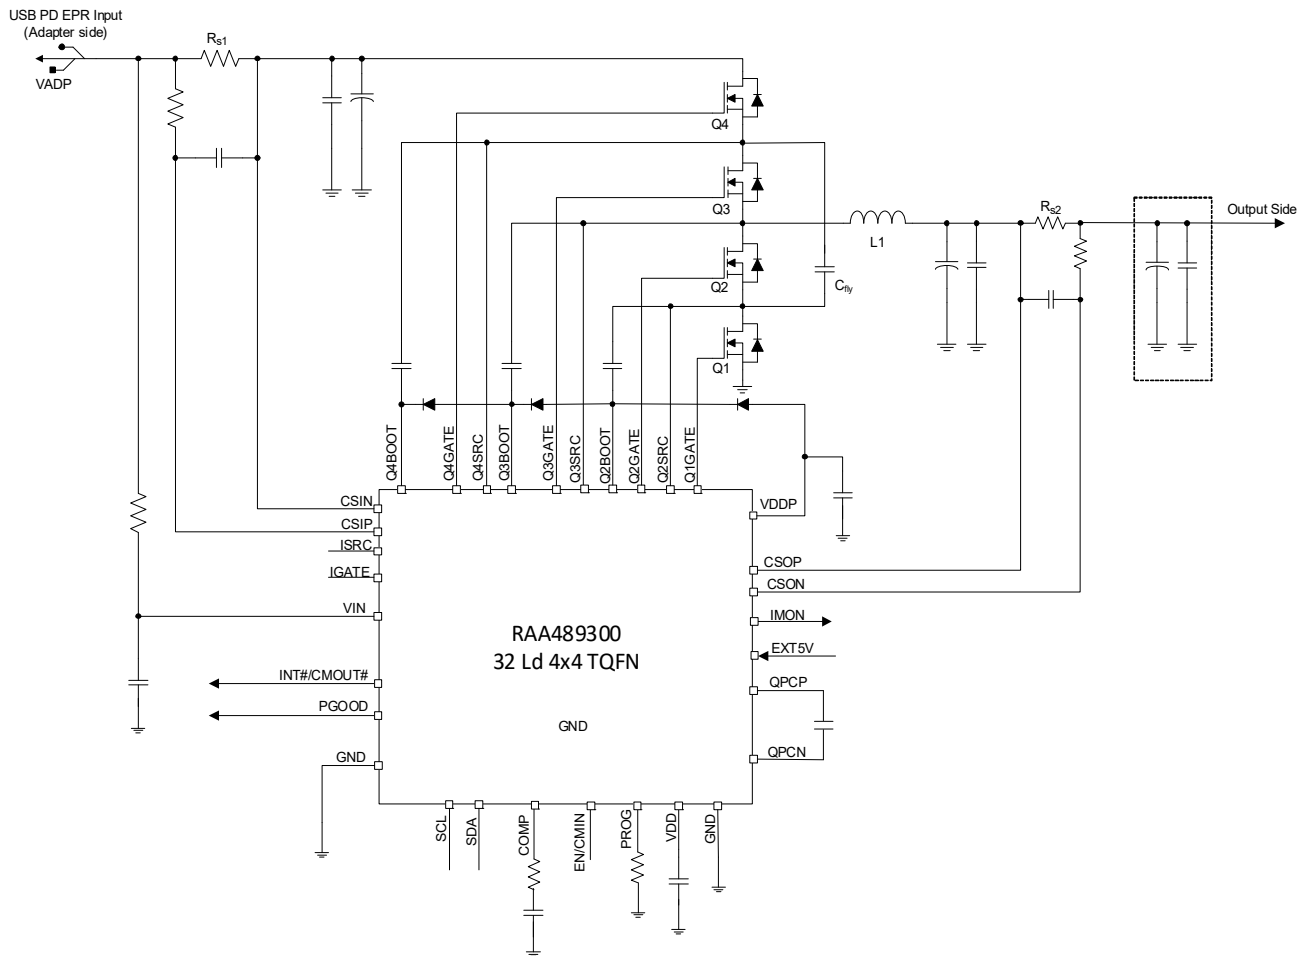 USB PD EPR Input
(Adapter side)
VADP
Rs1
Q4
Q3
Q2
Q1
L1
Cfly
Rs2
Output Side
Q4BOOT
Q4GATE
Q4SRC
Q3BOOT
Q3GATE
Q3SRC
Q2BOOT
Q2GATE
Q2SRC
Q1GATE
CSIN
CSIP
ISRC
IGATE
VIN
INT#/CMOUT#
PGOOD
GND
VDDP
CSOP
CSON
IMON
EXT5V
QPCP
QPCN
RAA489300
32 Ld 4x4 TQFN
GND
SCL
SDA
COMP
EN/CMIN
PROG
VDD
GND